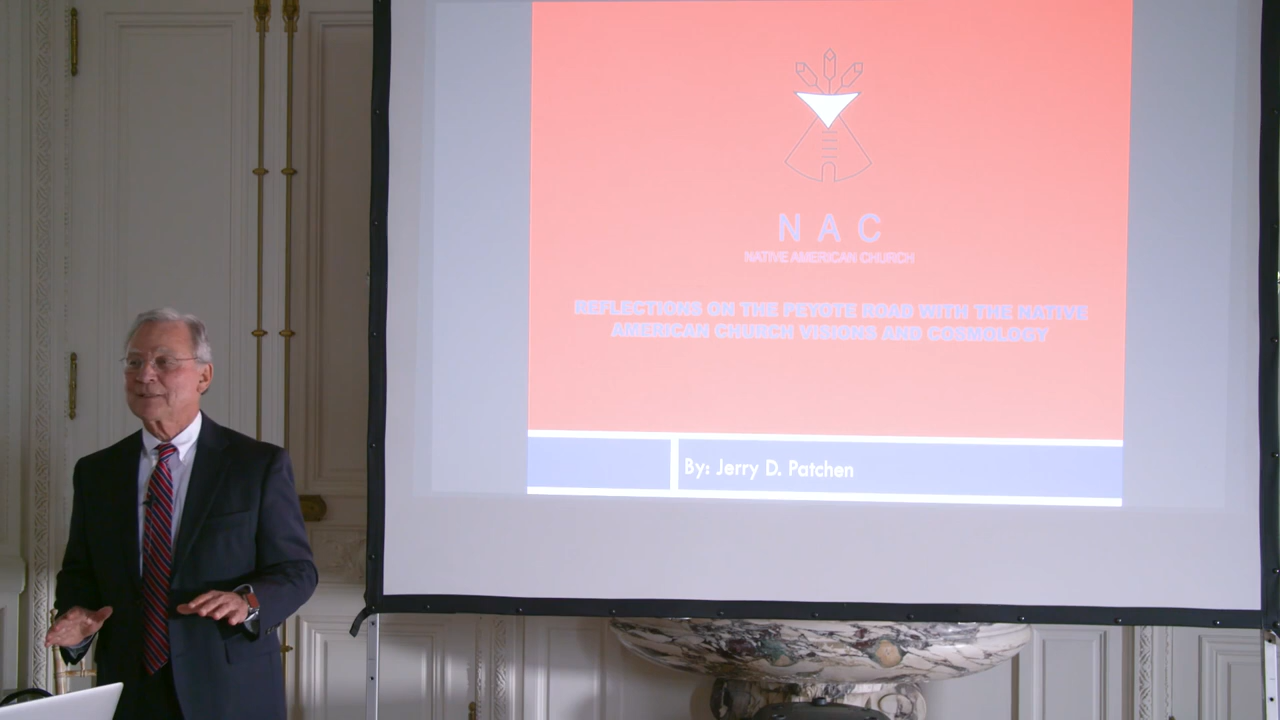 N A C
NATIVE AMERICAN CHURCH
REFLECTIONS ON THE PEYOTE ROAD WITH THE NATIVE
AMERICAN CHURCH VISIONS AND COSMOLOGY
By: Jerry D. Patchen